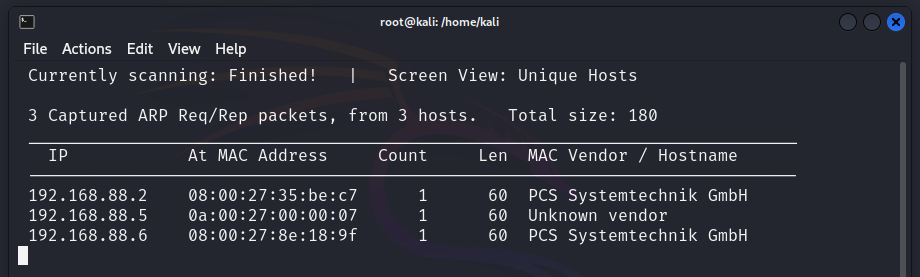 root@kali: /home/kali
File Actions Edit View Help
Currently scanning: Finished! | Screen View: Unique Hosts
3 Captured ARP Req/Rep packets, from 3 hosts. Total size: 180
IP At MAC Address Count Len MAC Vendor / Hostname
192.168.88.2 08:00:27:35:be:c7 1 60 PCS Systemtechnik GmbH
192.168.88.5 0a:00:27:00:00:07 1 60 Unknown vendor
192.168.88.6 08:00:27:8e:18:9f 1 60 PCS Systemtechnik GmbH